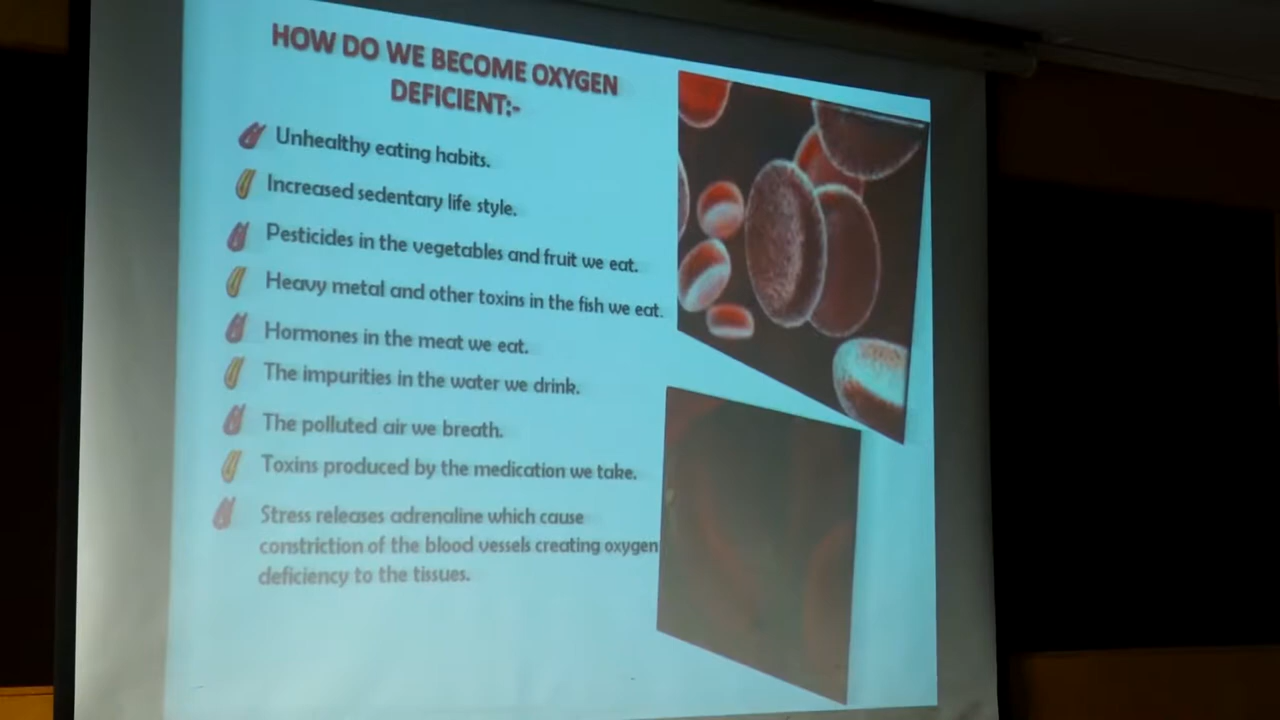 HOW DO WE BECOME OXYGEN
DEFICIENT:-
Unhealthy eating habits.
Increased sedentary life style.
Pesticides in the vegetables and fruit we eat.
Heavy metal and other toxins in the fish we eat.
Hormones in the meat we eat.
The impurities in the water we drink.
The polluted air we breath.
Toxins produced by the medication we take.
Stress releases adrenaline which cause
constriction of the blood vessels creating oxygen
deficiency to the tissues.